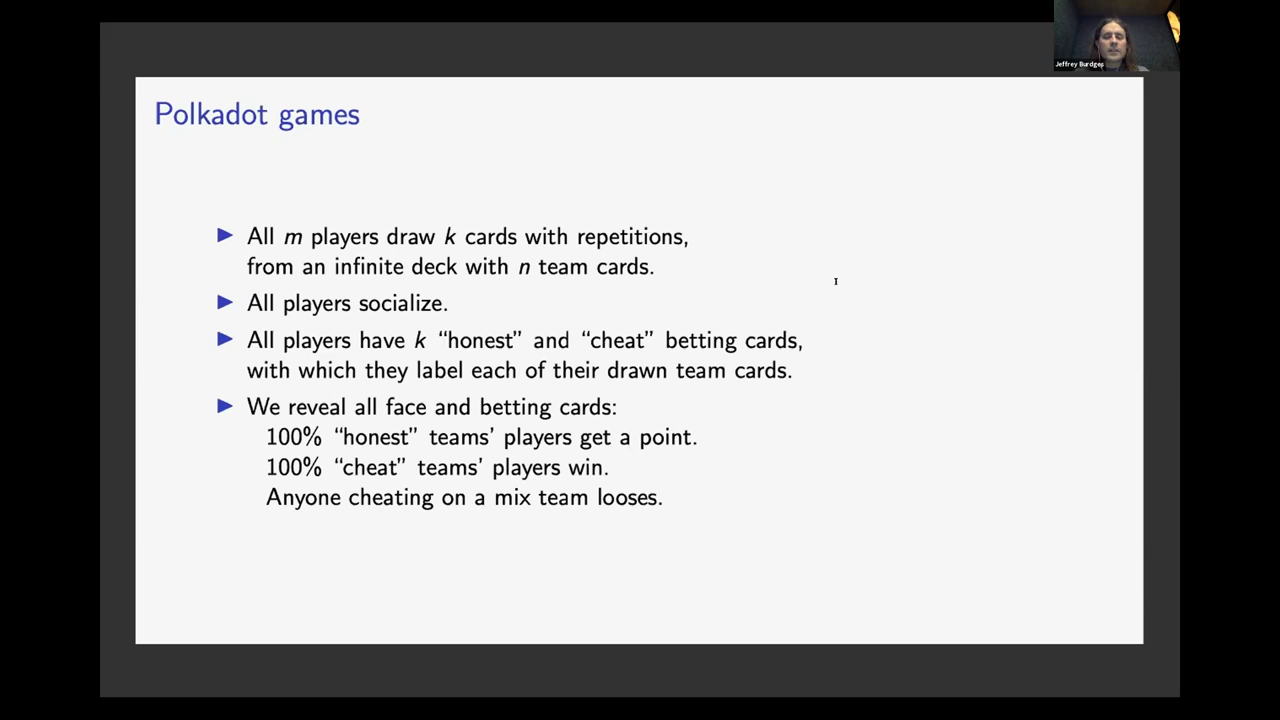 Jeffrey Burdges
Polkadot games
▶ All m players draw k cards with repetitions,
from an infinite deck with n team cards.
▶ All players socialize.
▶ All players have k “honest” and “cheat” betting cards,
with which they label each of their drawn team cards.
▶ We reveal all face and betting cards:
100% “honest” teams’ players get a point.
100% “cheat” teams’ players win.
Anyone cheating on a mix team looses.